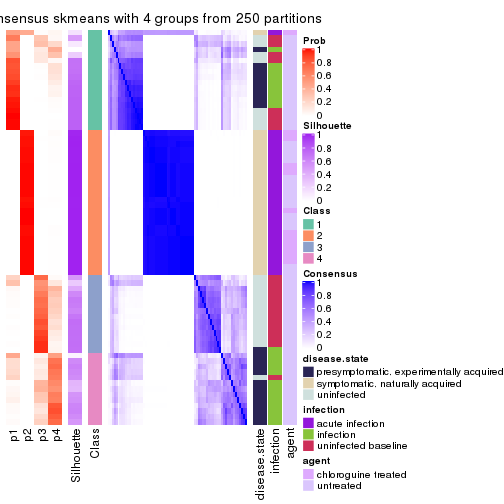 nsensus skmeans with 4 groups from 250 partitions
Prob
1
0.8
0.6
0.4
0.2
0
Silhouette
1
0.8
0.6
0.4
0.2
0
Class
1
2
3
4
Consensus
1
0.8
0.6
0.4
0.2
0
disease.state
presymptomatic. experimentally acquired
symptomatic. naturally acquired
uninfected
infection
acute infection
infection
uninfected baseline
agent
chloroguine treated
untreated
p1
p2
p3
p4
Silhouette
Class
disease.state
infection
agent